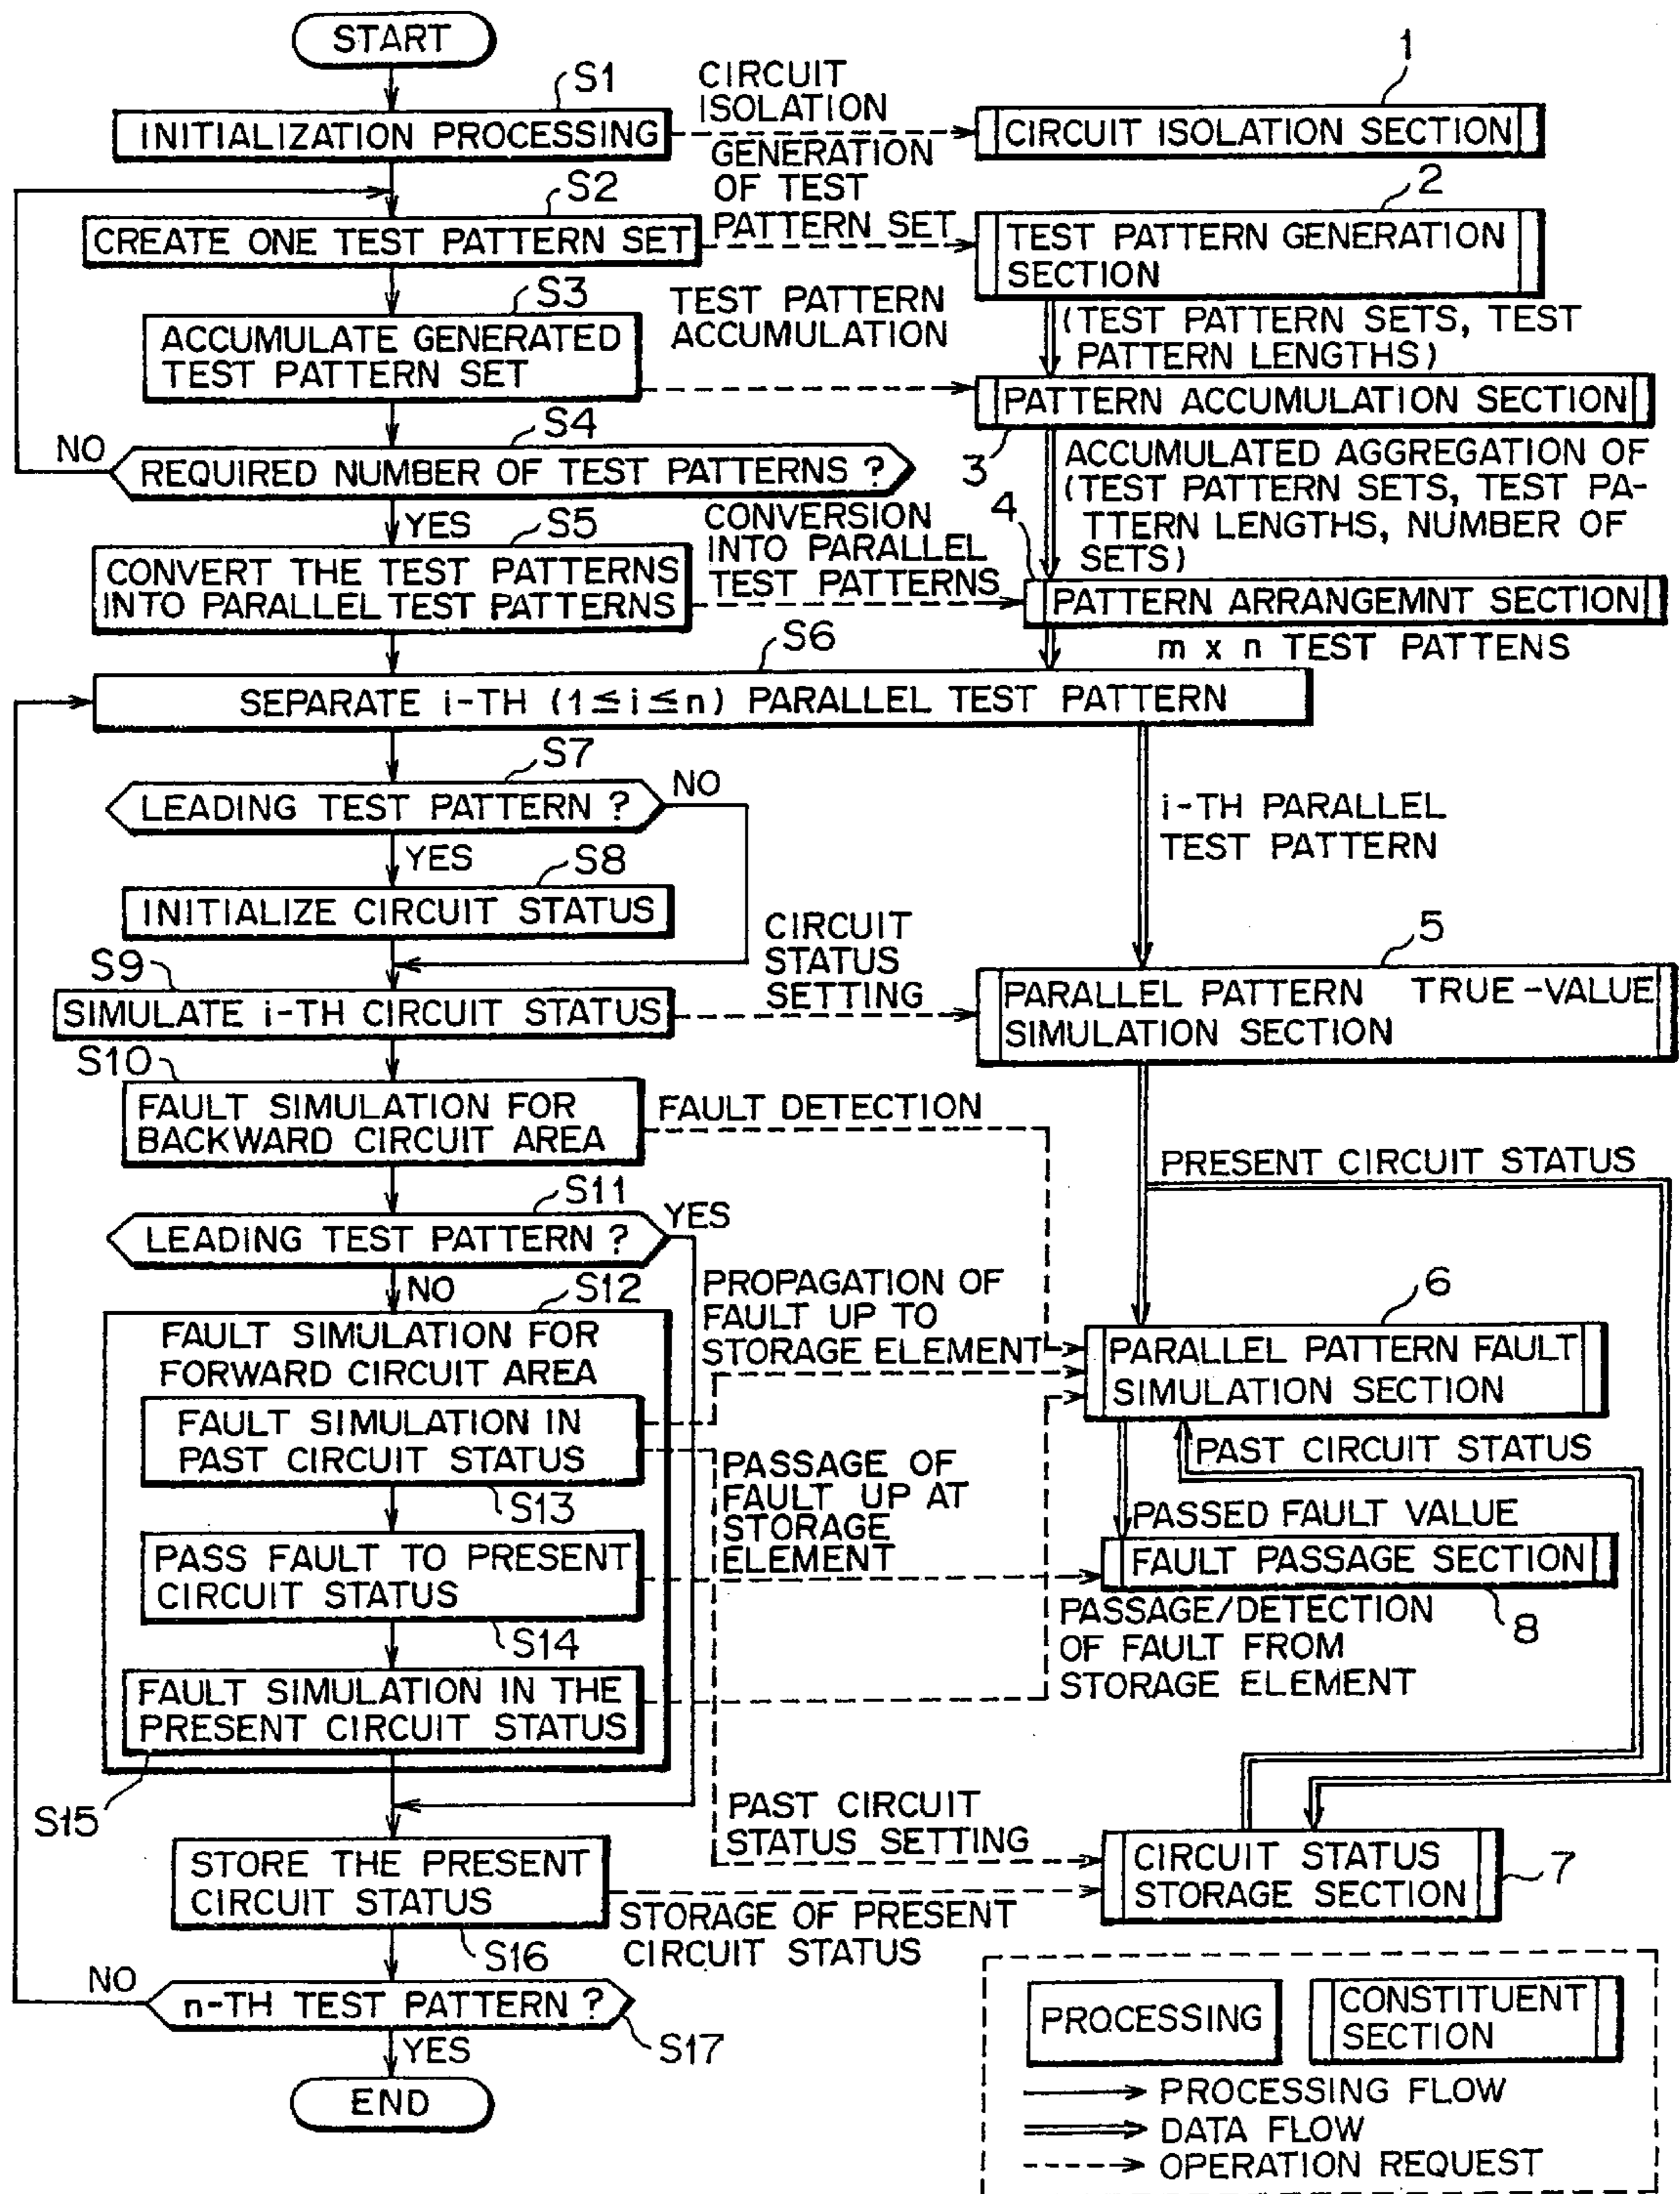 START
S1
CIRCUIT
ISOLATION
1
INITIALIZATION PROCESSING
CIRCUIT ISOLATION SECTION
S2
GENERATION
OF TEST
PATTERN SET
2
CREATE ONE TEST PATTERN SET
TEST PATTERN GENERATION
SECTION
S3
TEST PATTERN
ACCUMULATION
ACCUMULATE GENERATED
TEST PATTERN SET
(TEST PATTERN SETS, TEST
PATTERN LENGTHS)
PATTERN ACCUMULATION SECTION
3
S4
NO
REQUIRED NUMBER OF TEST PATTERNS ?
ACCUMULATED AGGREGATION OF
(TEST PATTERN SETS, TEST PA-
TTERN LENGTHS, NUMBER OF
SETS)
YES
S5
CONVERSION
INTO PARALLEL
TEST PATTERNS
4
CONVERT THE TEST PATTERNS
INTO PARALLEL TEST PATTERNS
PATTERN ARRANGEMNT SECTION
m x n TEST PATTENS
S6
SEPARATE i-TH (1≤i≤n) PARALLEL TEST PATTERN
S7
NO
LEADING TEST PATTERN ?
i-TH PARALLEL
TEST PATTERN
YES
S8
INITIALIZE CIRCUIT STATUS
CIRCUIT
STATUS
SETTING
5
S9
SIMULATE i-TH CIRCUIT STATUS
PARALLEL PATTERN TRUE-VALUE
SIMULATION SECTION
S10
FAULT SIMULATION FOR
BACKWARD CIRCUIT AREA
FAULT DETECTION
PRESENT CIRCUIT STATUS
S11
YES
LEADING TEST PATTERN ?
NO
S12
PROPAGATION OF
FAULT UP TO
STORAGE ELEMENT
6
FAULT SIMULATION FOR
FORWARD CIRCUIT AREA
PARALLEL PATTERN FAULT
SIMULATION SECTION
FAULT SIMULATION IN
PAST CIRCUIT STATUS
S13
PASSAGE OF
FAULT UP AT
STORAGE
ELEMENT
PAST CIRCUIT STATUS
PASSED FAULT VALUE
PASS FAULT TO PRESENT
CIRCUIT STATUS
S14
FAULT PASSAGE SECTION
8
PASSAGE/DETECTION
OF FAULT FROM
STORAGE ELEMENT
FAULT SIMULATION IN THE
PRESENT CIRCUIT STATUS
S15
PAST CIRCUIT
STATUS SETTING
STORE THE PRESENT
CIRCUIT STATUS
S16
CIRCUIT STATUS
STORAGE SECTION
7
STORAGE OF PRESENT
CIRCUIT STATUS
NO
n-TH TEST PATTERN ?
S17
YES
END
PROCESSING
CONSTITUENT
SECTION
PROCESSING FLOW
DATA FLOW
OPERATION REQUEST